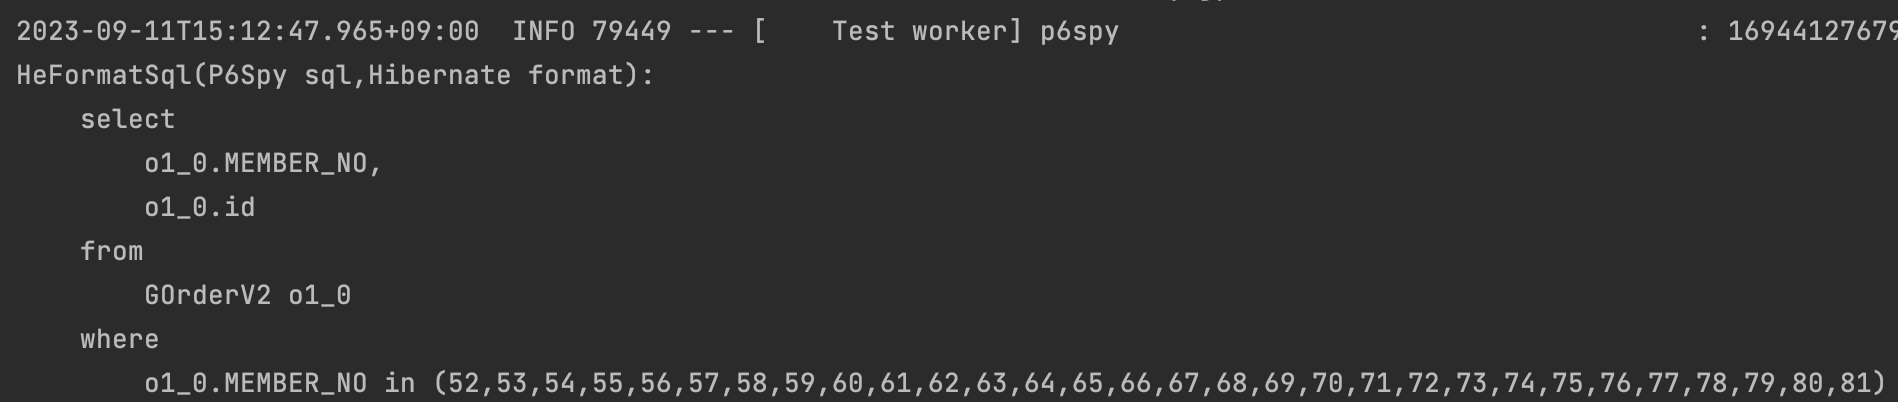 2023-09-11T15:12:47.965+09:00  INFO 79449 --- [    Test worker] p6spy                                    : 16944127679
HeFormatSql(P6Spy sql,Hibernate format):
    select
        o1_0.MEMBER_NO,
        o1_0.id
    from
        GOrderV2 o1_0
    where
        o1_0.MEMBER_NO in (52,53,54,55,56,57,58,59,60,61,62,63,64,65,66,67,68,69,70,71,72,73,74,75,76,77,78,79,80,81)